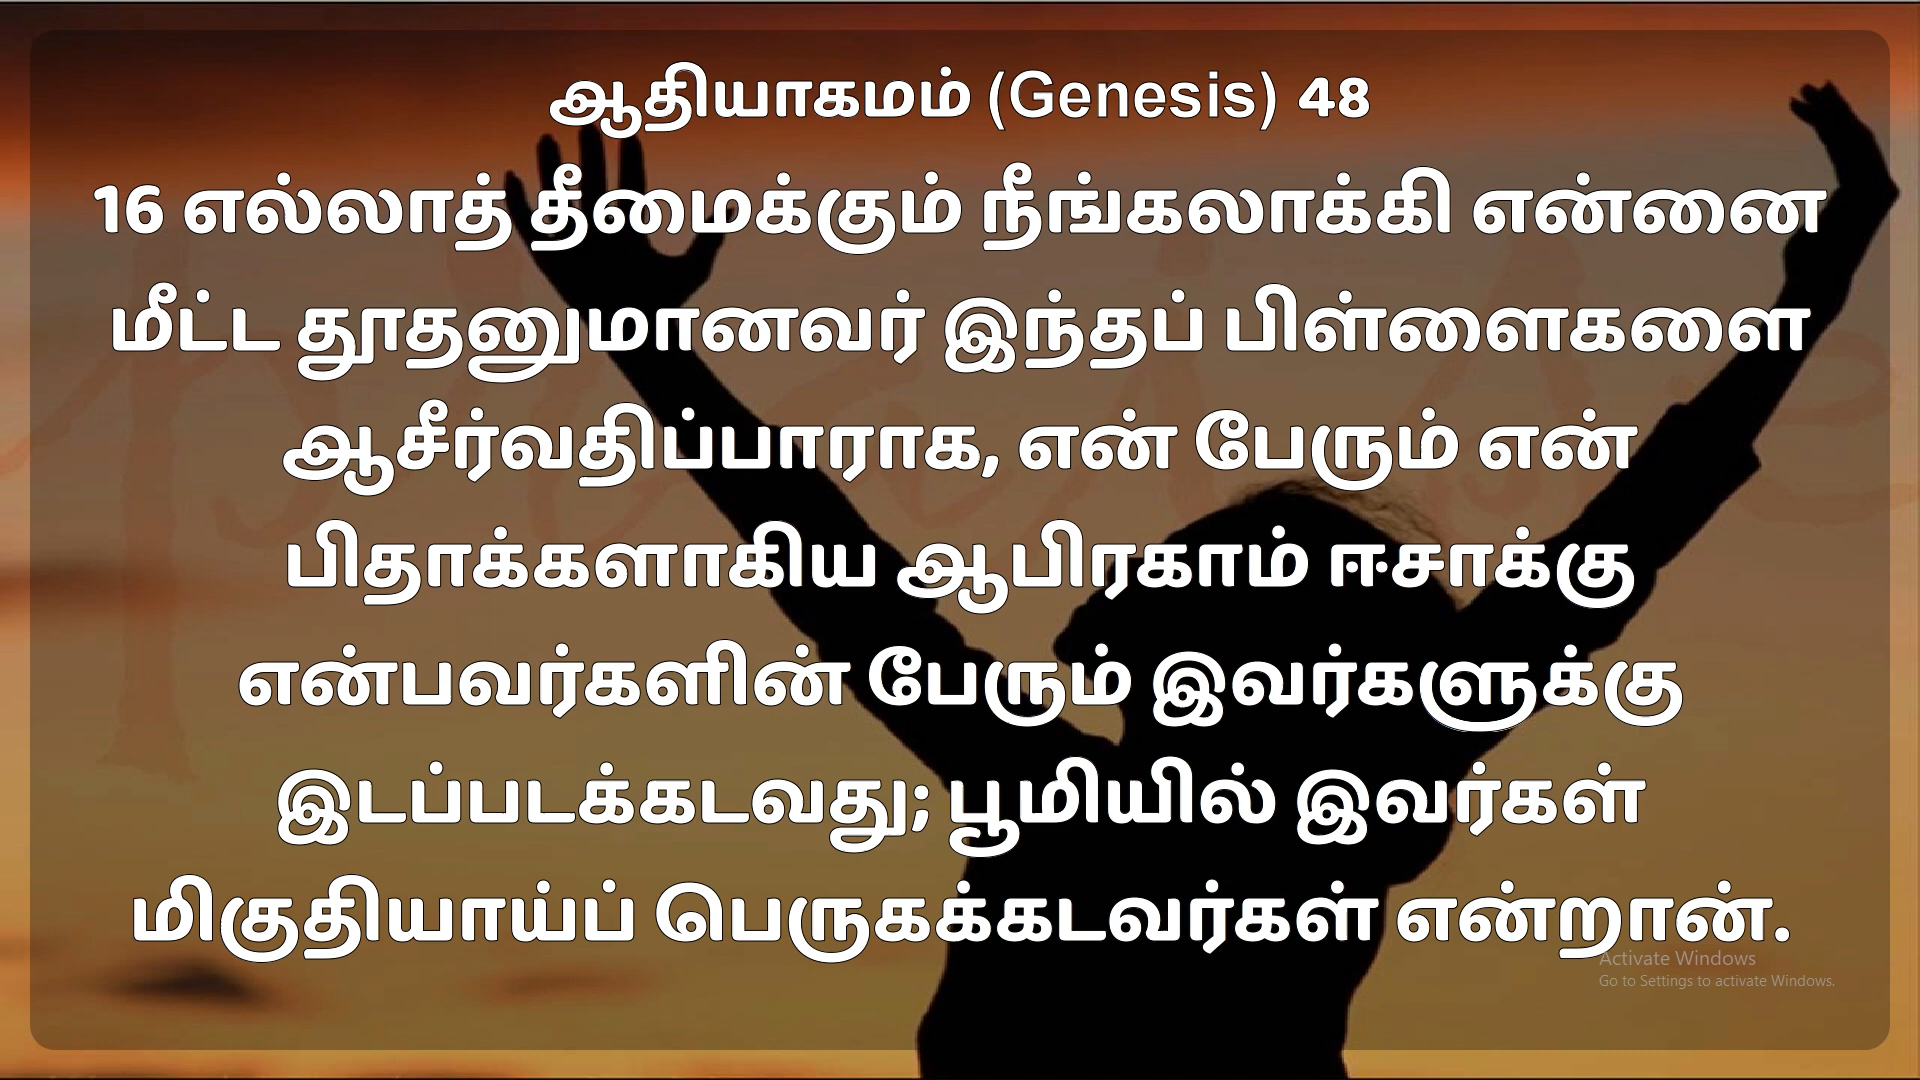 ஆதியாகமம் (Genesis) 48
16 எல்லாத் தீமைக்கும் நீங்கலாக்கி என்னை
மீட்ட தூதனுமானவர் இந்தப் பிள்ளைகளை
ஆசீர்வதிப்பாராக, என் பேரும் என்
பிதாக்களாகிய ஆபிரகாம் ஈசாக்கு
என்பவர்களின் பேரும் இவர்களுக்கு
இடப்படக்கடவது; பூமியில் இவர்கள்
மிகுதியாய்ப் பெருகக்கடவர்கள் என்றான்.
Activate Windows
Go to Settings to activate Windows.